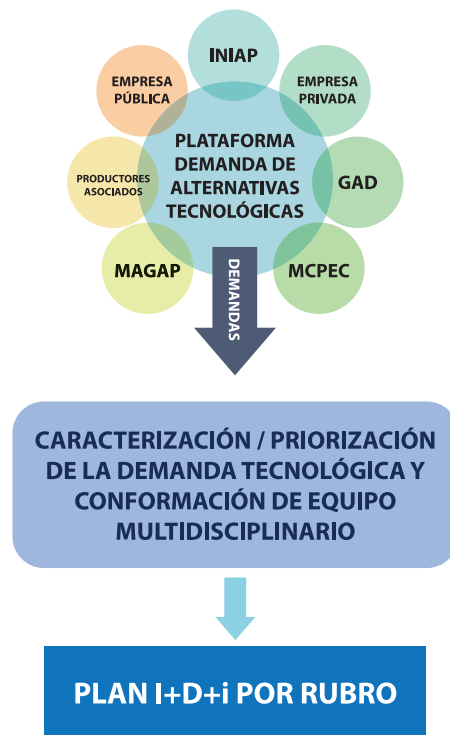 INIAP
EMPRESA
PÚBLICA
EMPRESA
PRIVADA
PLATAFORMA
DEMANDA DE
ALTERNATIVAS
TECNOLÓGICAS
PRODUCTORES
ASOCIADOS
GAD
MAGAP
MCPEC
DEMANDAS
CARACTERIZACIÓN / PRIORIZACIÓN
DE LA DEMANDA TECNOLÓGICA Y
CONFORMACIÓN DE EQUIPO
MULTIDISCIPLINARIO
PLAN I+D+i POR RUBRO